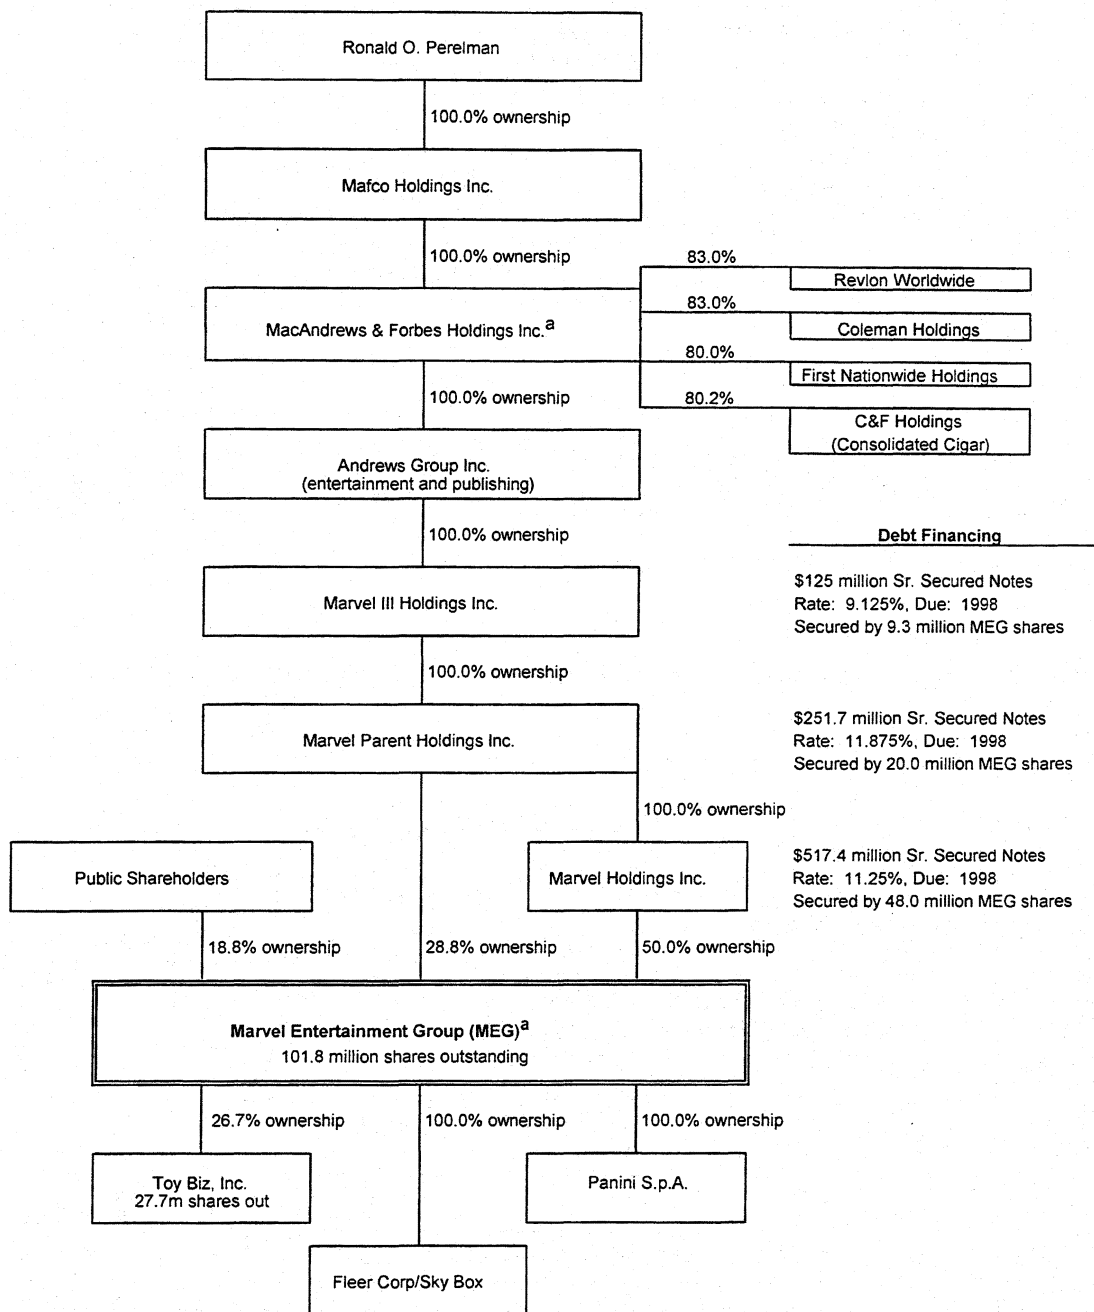 Ronald O. Perelman
100.0% ownership
Mafco Holdings Inc.
100.0% ownership
83.0%
Revlon Worldwide
MacAndrews & Forbes Holdings Inc.a
83.0%
Coleman Holdings
80.0%
First Nationwide Holdings
100.0% ownership
80.2%
C&F Holdings
(Consolidated Cigar)
Andrews Group Inc.
(entertainment and publishing)
100.0% ownership
Debt Financing
Marvel III Holdings Inc.
$125 million Sr. Secured Notes
Rate: 9.125%, Due: 1998
Secured by 9.3 million MEG shares
100.0% ownership
Marvel Parent Holdings Inc.
$251.7 million Sr. Secured Notes
Rate: 11.875%, Due: 1998
Secured by 20.0 million MEG shares
100.0% ownership
Public Shareholders
Marvel Holdings Inc.
$517.4 million Sr. Secured Notes
Rate: 11.25%, Due: 1998
Secured by 48.0 million MEG shares
18.8% ownership
28.8% ownership
50.0% ownership
Marvel Entertainment Group (MEG)a
101.8 million shares outstanding
26.7% ownership
100.0% ownership
100.0% ownership
Toy Biz, Inc.
27.7m shares out
Panini S.p.A.
Fleer Corp/Sky Box